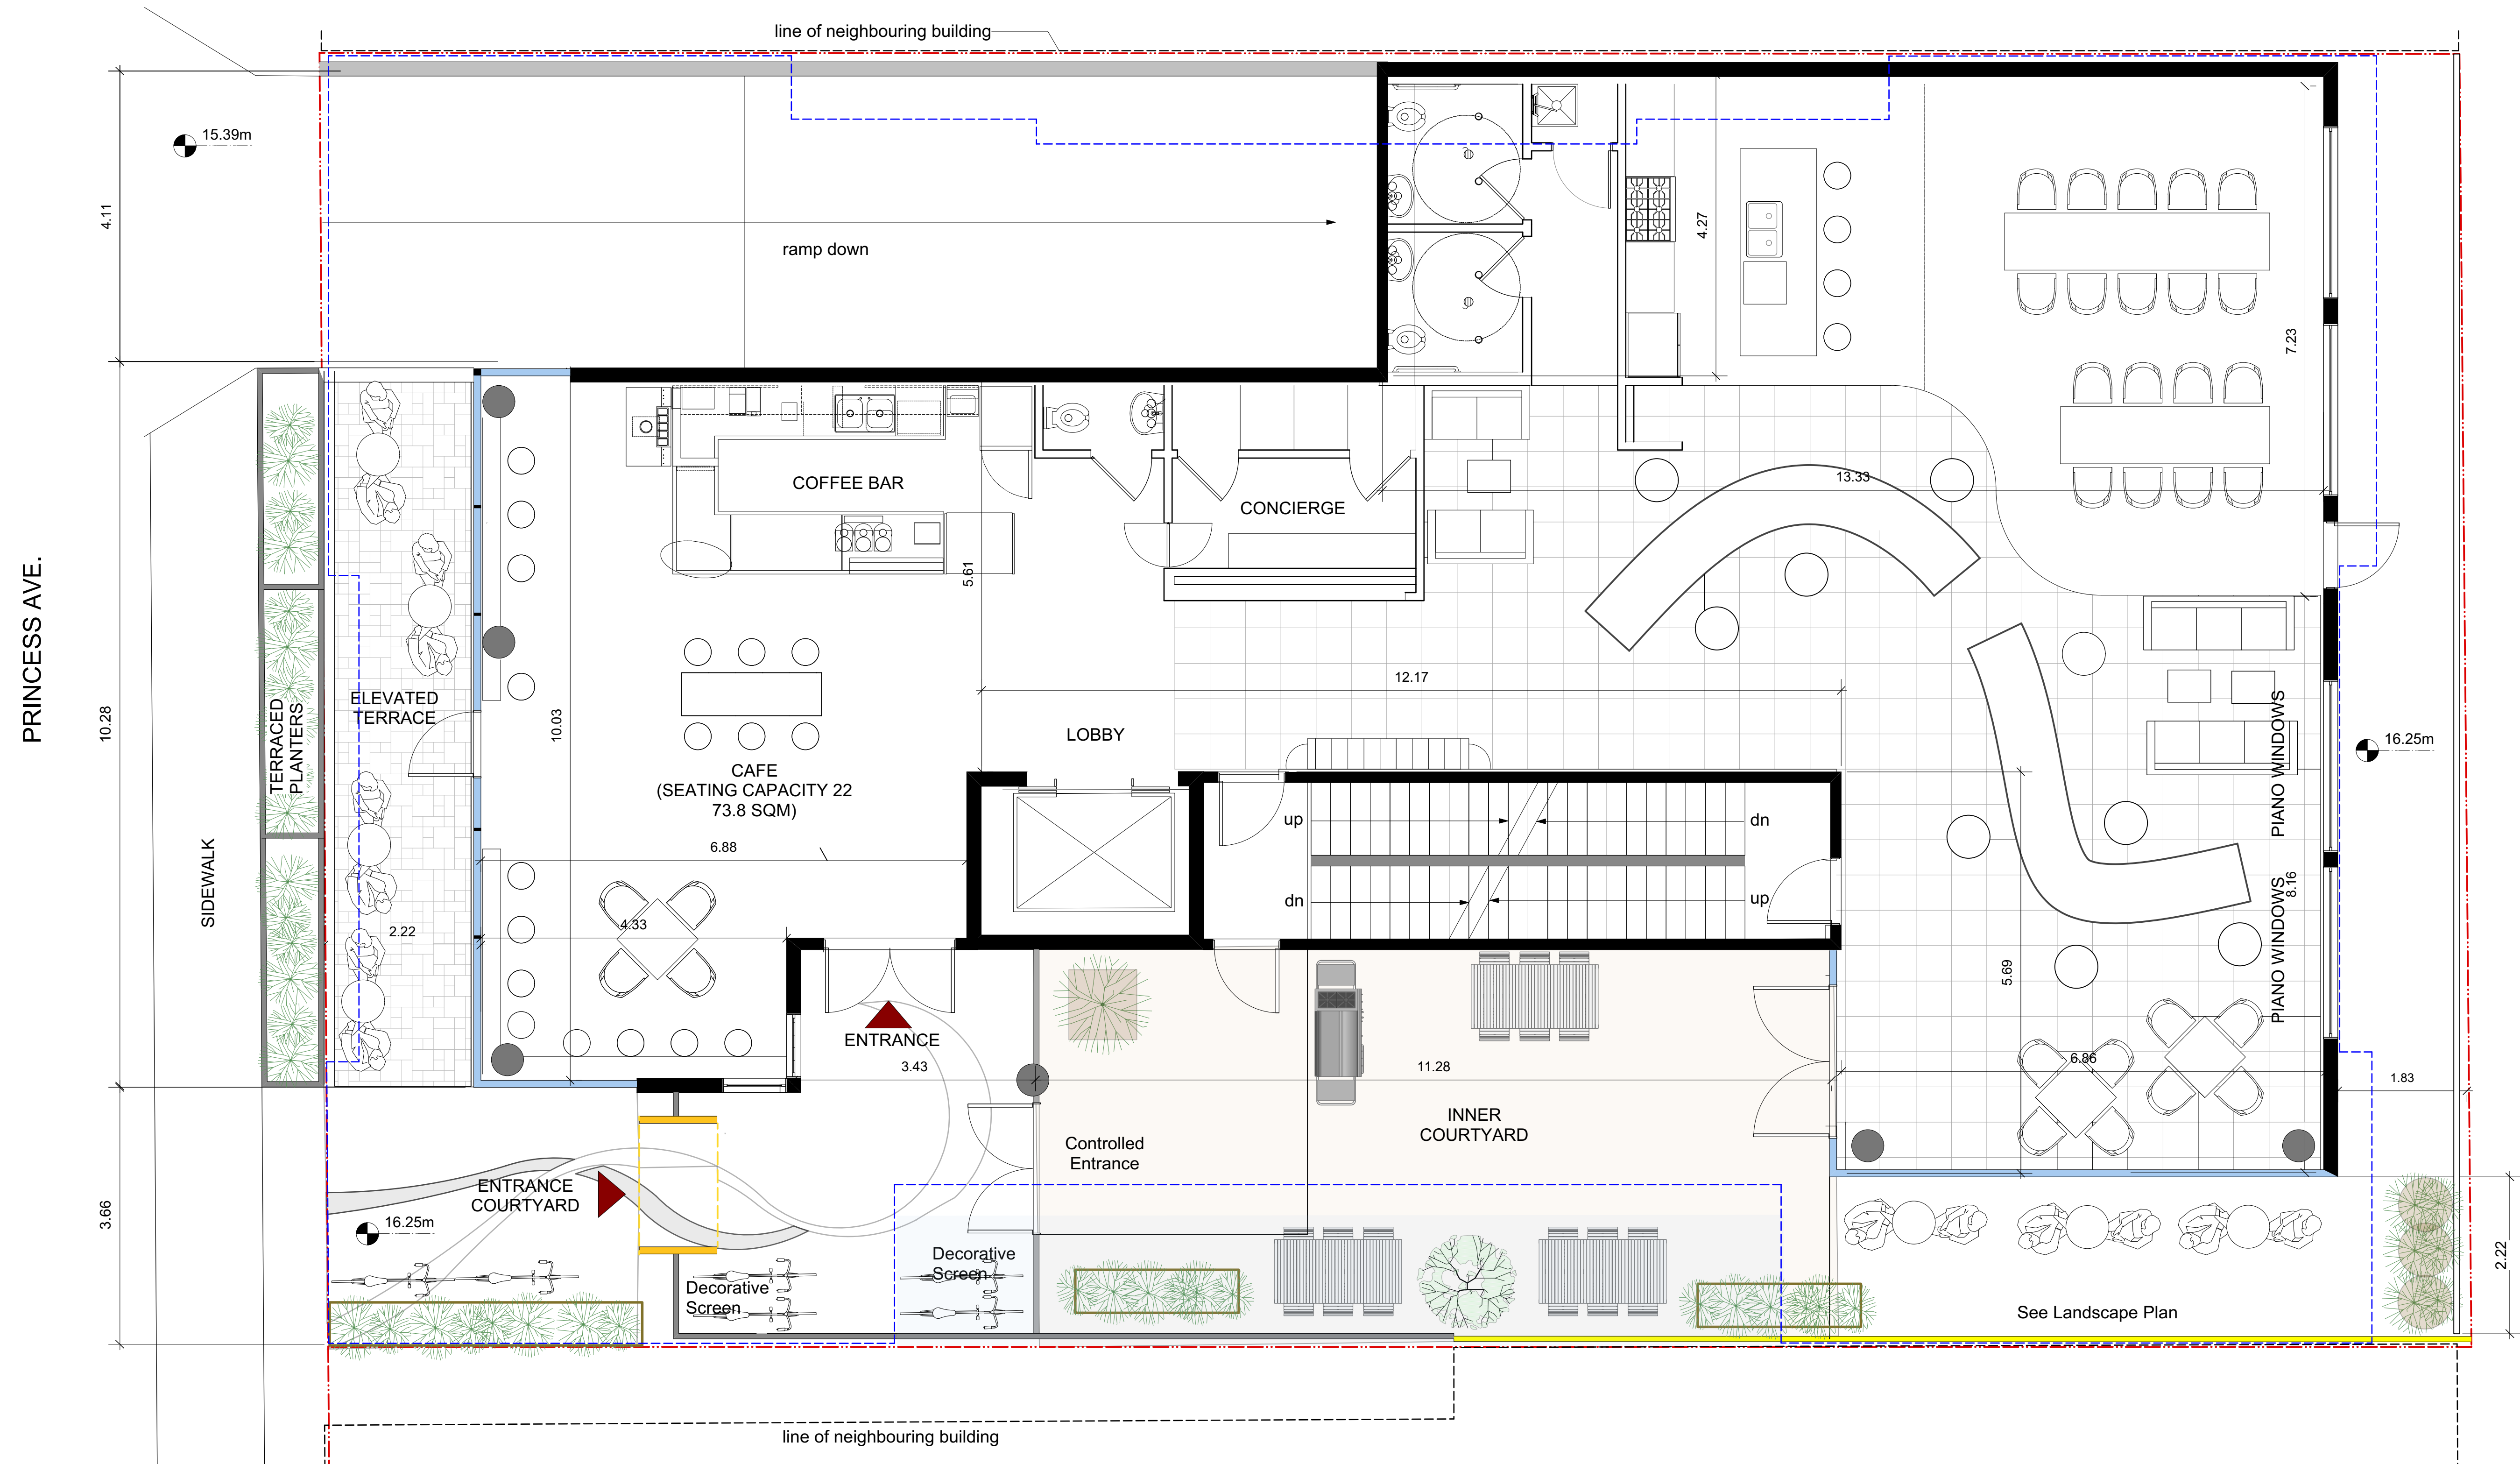 line of neighbouring building
15.39m
4.11
ramp down
4.27
7.23
COFFEE BAR
CONCIERGE
13.33
5.61
PRINCESS AVE.
10.28
SIDEWALK
TERRACED
PLANTERS
ELEVATED
TERRACE
10.03
12.17
LOBBY
CAFE
(SEATING CAPACITY 22
73.8 SQM)
6.88
4.33
2.22
up
dn
dn
up
PIANO WINDOWS
PIANO WINDOWS
8.16
16.25m
5.69
6.86
1.83
ENTRANCE
3.43
11.28
INNER
COURTYARD
Controlled
Entrance
ENTRANCE
COURTYARD
16.25m
3.66
Decorative
Screen
Decorative
Screen
See Landscape Plan
2.22
line of neighbouring building